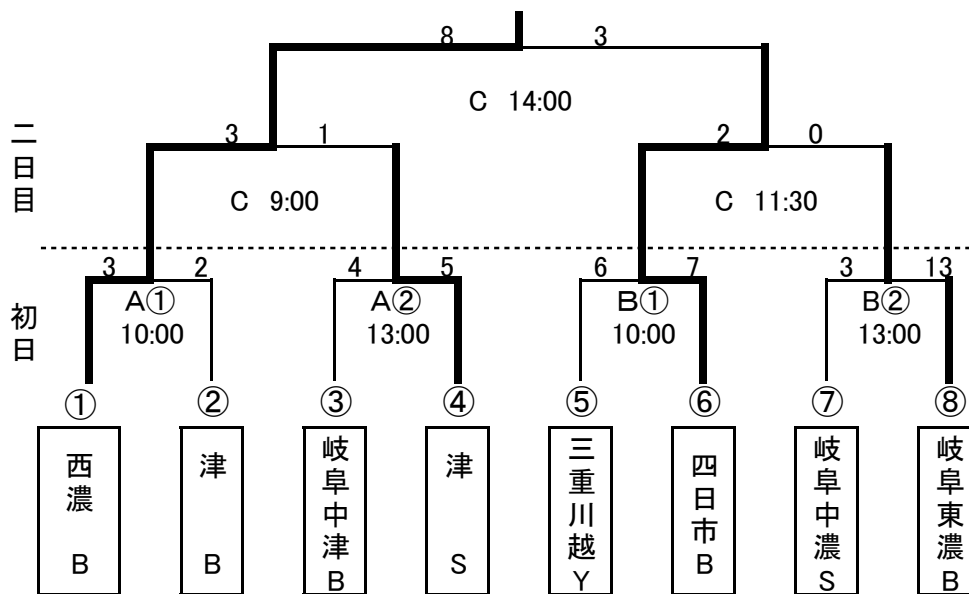 8 3
C 14:00
二日目
3 1 2 0
C 9:00 C 11:30
3 2 4 5 6 7 3 13
A① A② B① B②
初日
10:00 13:00 10:00 13:00
① ② ③ ④ ⑤ ⑥ ⑦ ⑧
西濃 B
津 B
岐阜中津 B
津 S
三重川越 Y
四日市 B
岐阜中濃 S
岐阜東濃 B